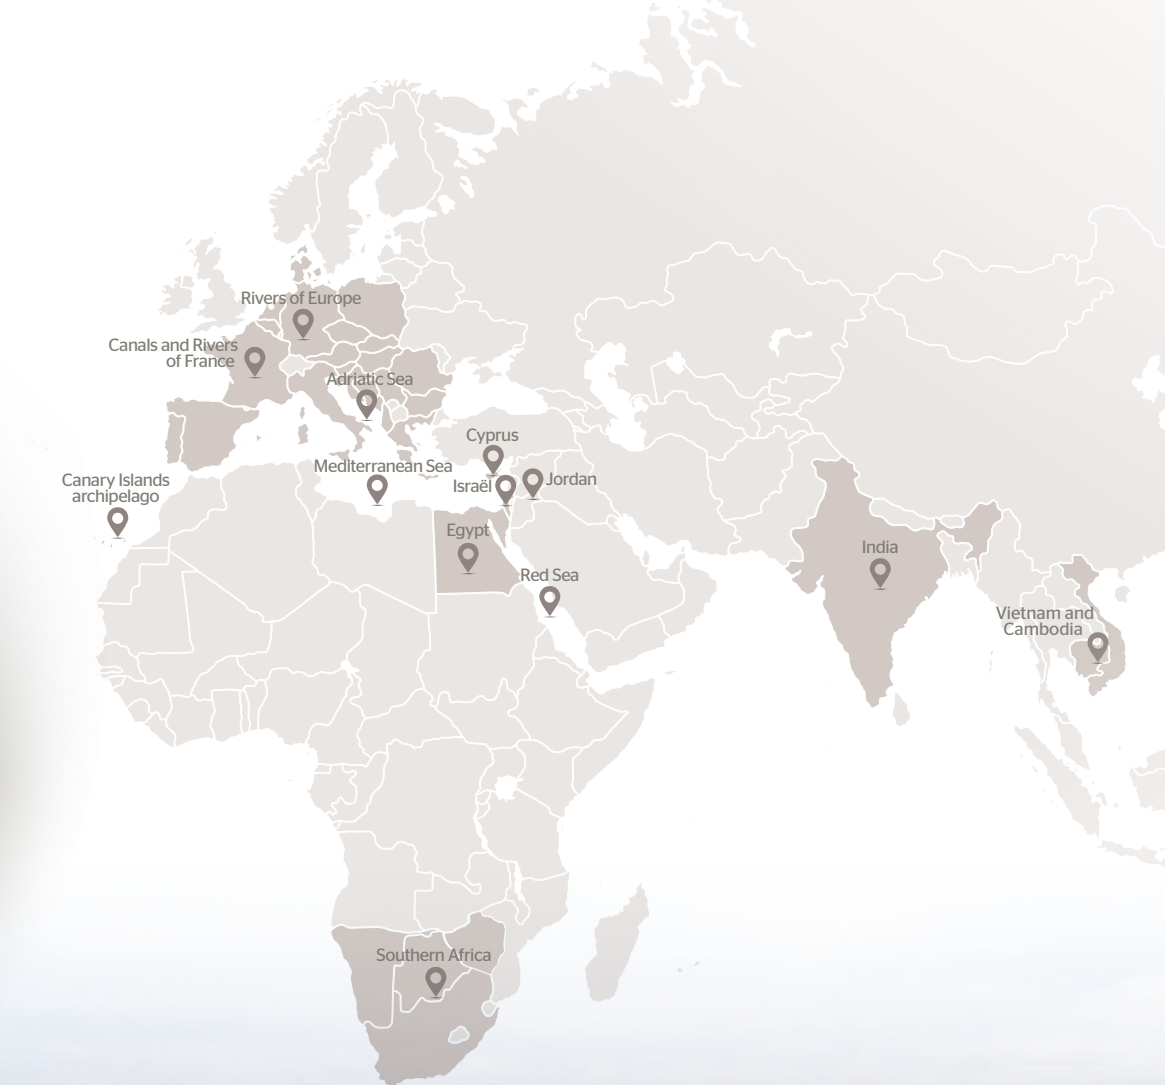 Rivers of Europe
Canals and Rivers
of France
Adriatic Sea
Cyprus
Mediterranean Sea
Israël
Jordan
Canary Islands
archipelago
Egypt
Red Sea
India
Vietnam and
Cambodia
Southern Africa